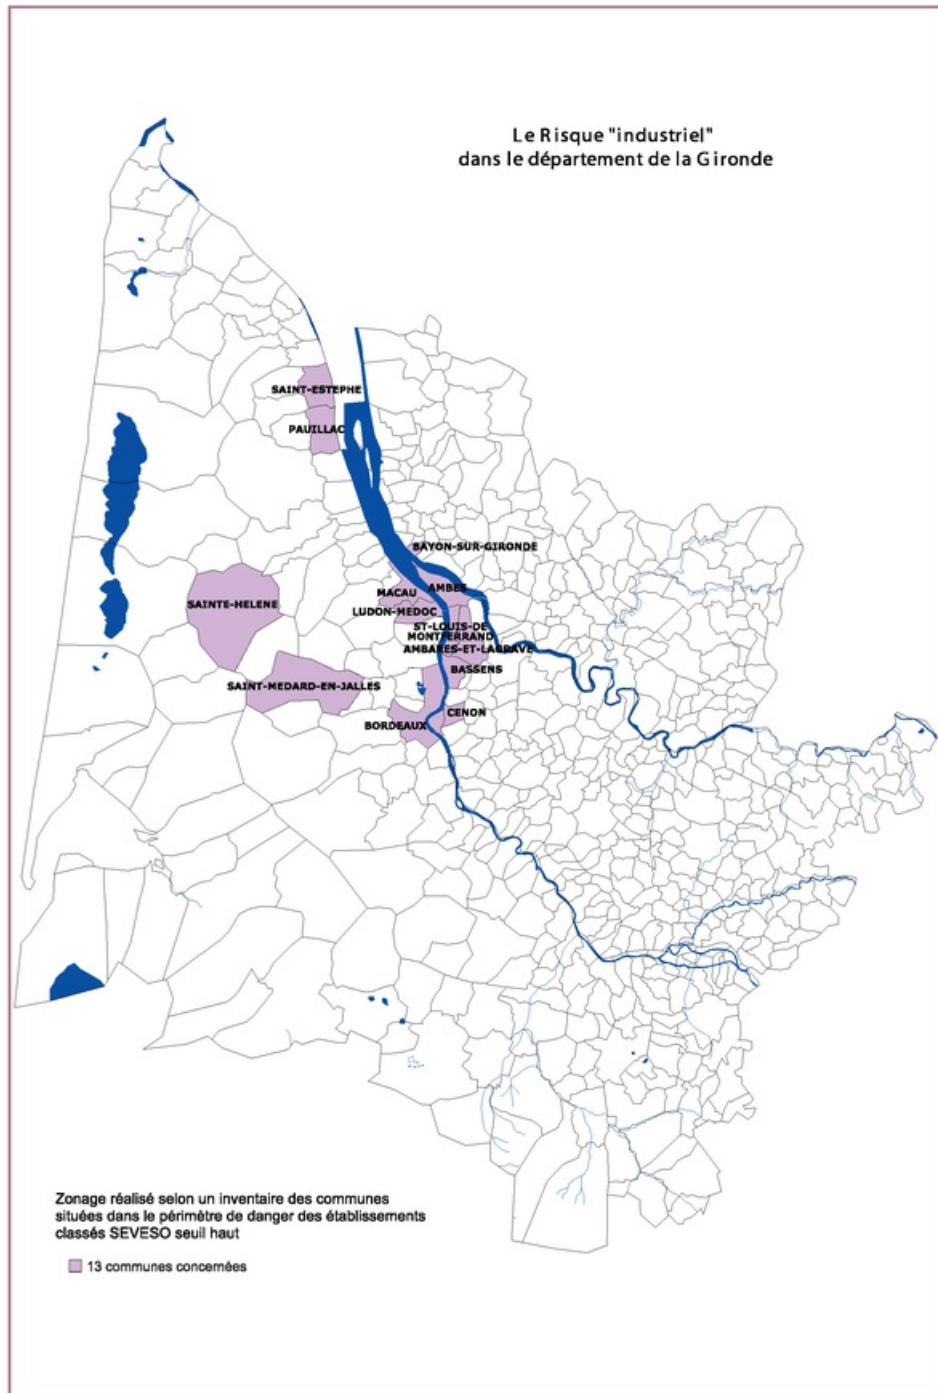 Le Risque "industriel"
dans le département de la Gironde
SAINT-ESTEPHE
PAUILLAC
BAYON-SUR-GIRONDE
AMBES
MACAU
SAINTE-HELENE
LUDON-MEDOC
ST-LOUIS-DE
MONTFERRAND
AMBARES-ET-LAGRAVE
BASSENS
SAINT-MEDARD-EN-JALLES
CENON
BORDEAUX
Zonage réalisé selon un inventaire des communes
situées dans le périmètre de danger des établissements
classés SEVESO seuil haut
13 communes concernées